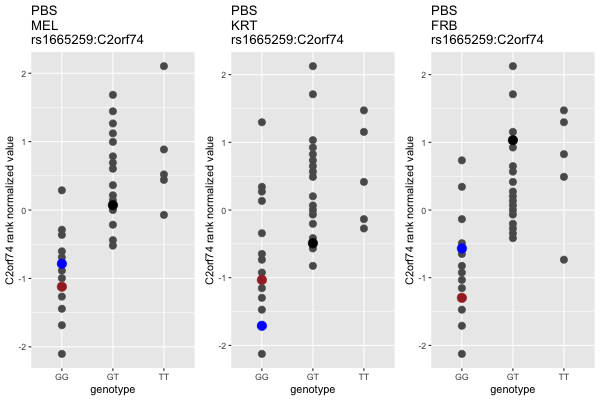 PBS
MEL
rs1665259:C2orf74
C2orf74 rank normalized value
2
1
0
-1
-2
GG
GT
TT
genotype
PBS
KRT
rs1665259:C2orf74
C2orf74 rank normalized value
2
1
0
-1
-2
GG
GT
TT
genotype
PBS
FRB
rs1665259:C2orf74
C2orf74 rank normalized value
2
1
0
-1
-2
GG
GT
TT
genotype